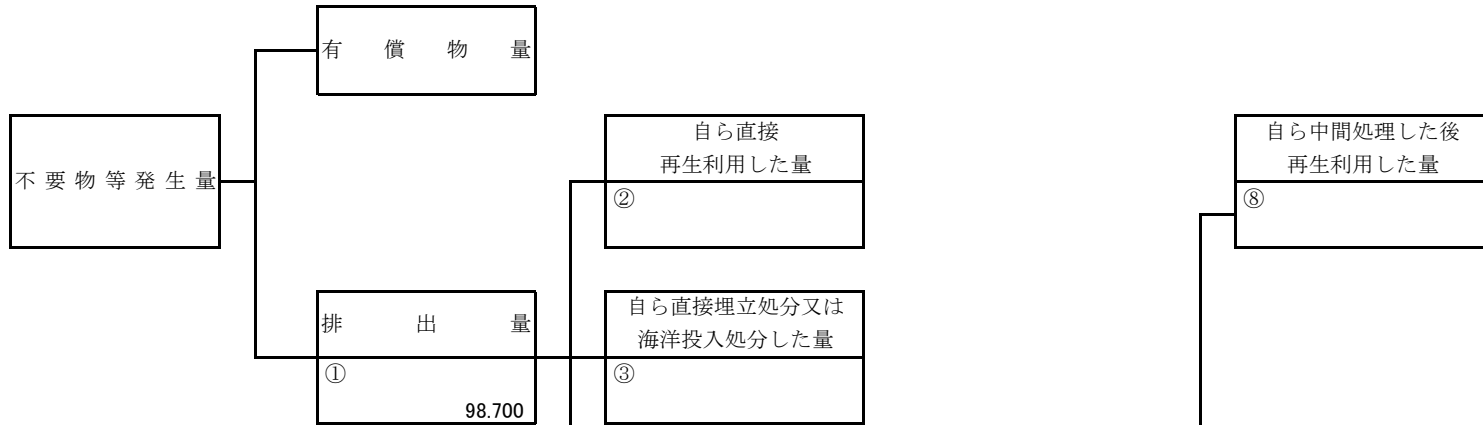 有償物量
不要物等発生量
自ら直接
再生利用した量
②
自ら中間処理した後
再生利用した量
⑧
排出量
①
98.700
自ら直接埋立処分又は
海洋投入処分した量
③